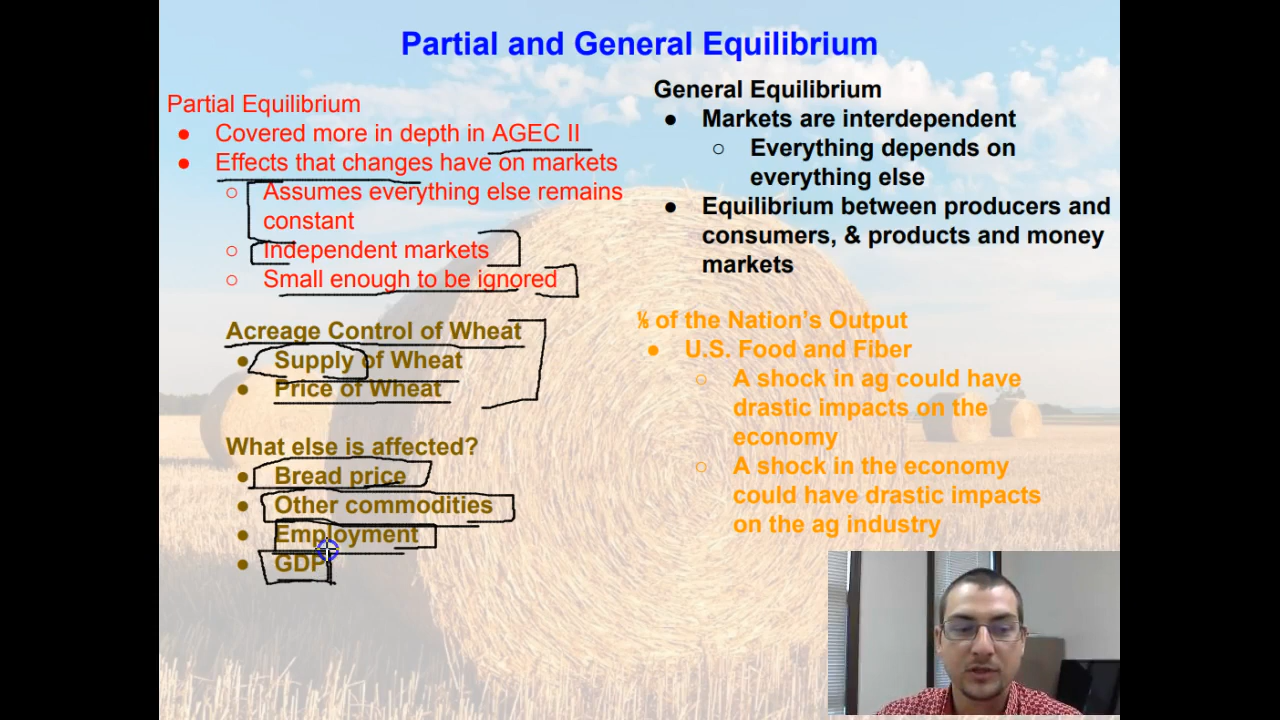 Partial and General Equilibrium
Partial Equilibrium
● Covered more in depth in AGEC II
● Effects that changes have on markets
○ Assumes everything else remains
constant
○ Independent markets
○ Small enough to be ignored
Acreage Control of Wheat
● Supply of Wheat
● Price of Wheat
What else is affected?
● Bread price
● Other commodities
● Employment
● GDP
General Equilibrium
● Markets are interdependent
○ Everything depends on
everything else
● Equilibrium between producers and
consumers, & products and money
markets
of the Nation's Output
● U.S. Food and Fiber
○ A shock in ag could have
drastic impacts on the
economy
○ A shock in the economy
could have drastic impacts
on the ag industry